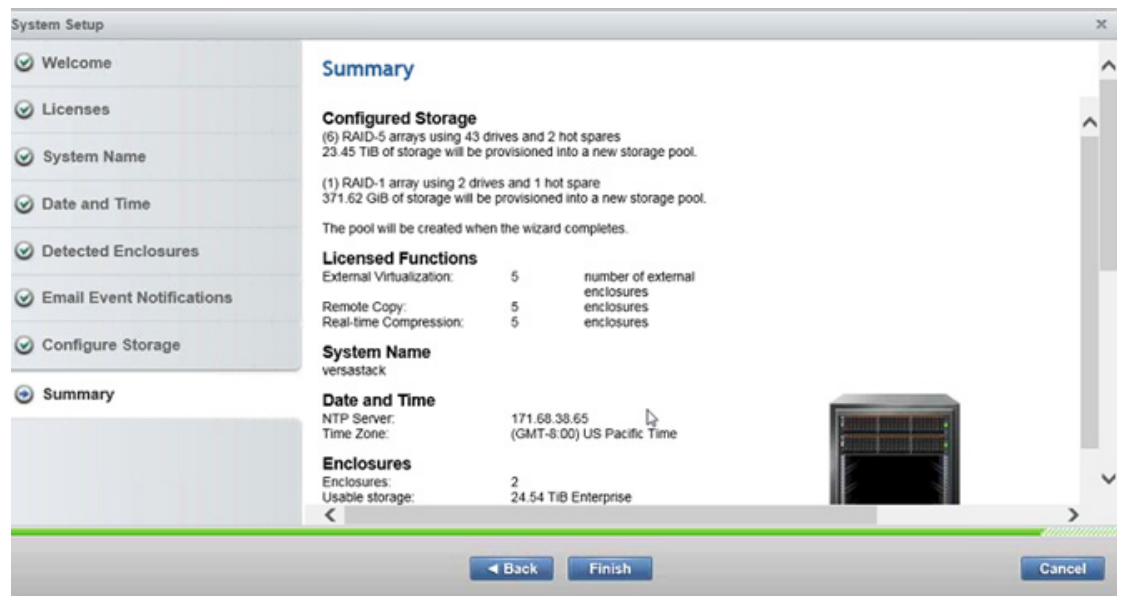 System Setup
Welcome
Licenses
System Name
Date and Time
Detected Enclosures
Email Event Notifications
Configure Storage
Summary
Summary
Configured Storage
(6) RAID-5 arrays using 43 drives and 2 hot spares
23.45 TiB of storage will be provisioned into a new storage pool.
(1) RAID-1 array using 2 drives and 1 hot spare
371.62 GiB of storage will be provisioned into a new storage pool.
The pool will be created when the wizard completes.
Licensed Functions
External Virtualization: 5 number of external
enclosures
Remote Copy: 5 enclosures
Real-time Compression: 5 enclosures
System Name
versastack
Date and Time
NTP Server: 171.68.38.65
Time Zone: (GMT-8:00) US Pacific Time
Enclosures
Enclosures: 2
Usable storage: 24.54 TiB Enterprise
Back
Finish
Cancel